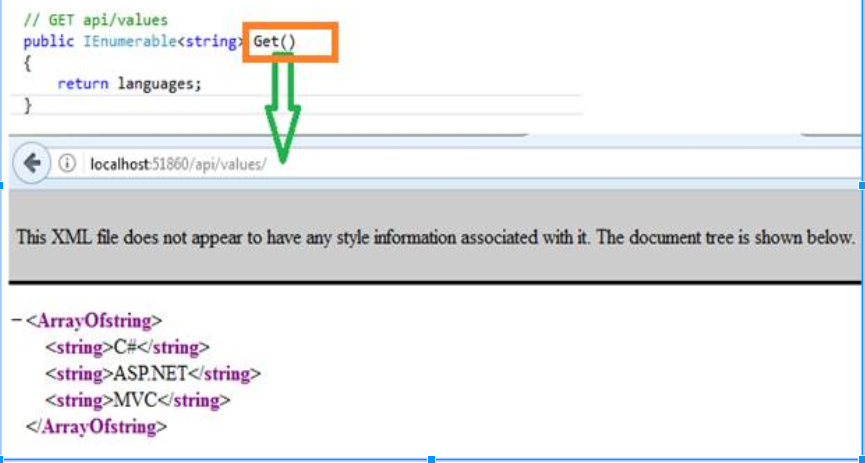 // GET api/values
public IEnumerable<string> Get()
{
return languages;
}
localhost:51860/api/values/
This XML file does not appear to have any style information associated with it. The document tree is shown below.
−<ArrayOfstring>
<string>C#</string>
<string>ASP.NET</string>
<string>MVC</string>
</ArrayOfstring>